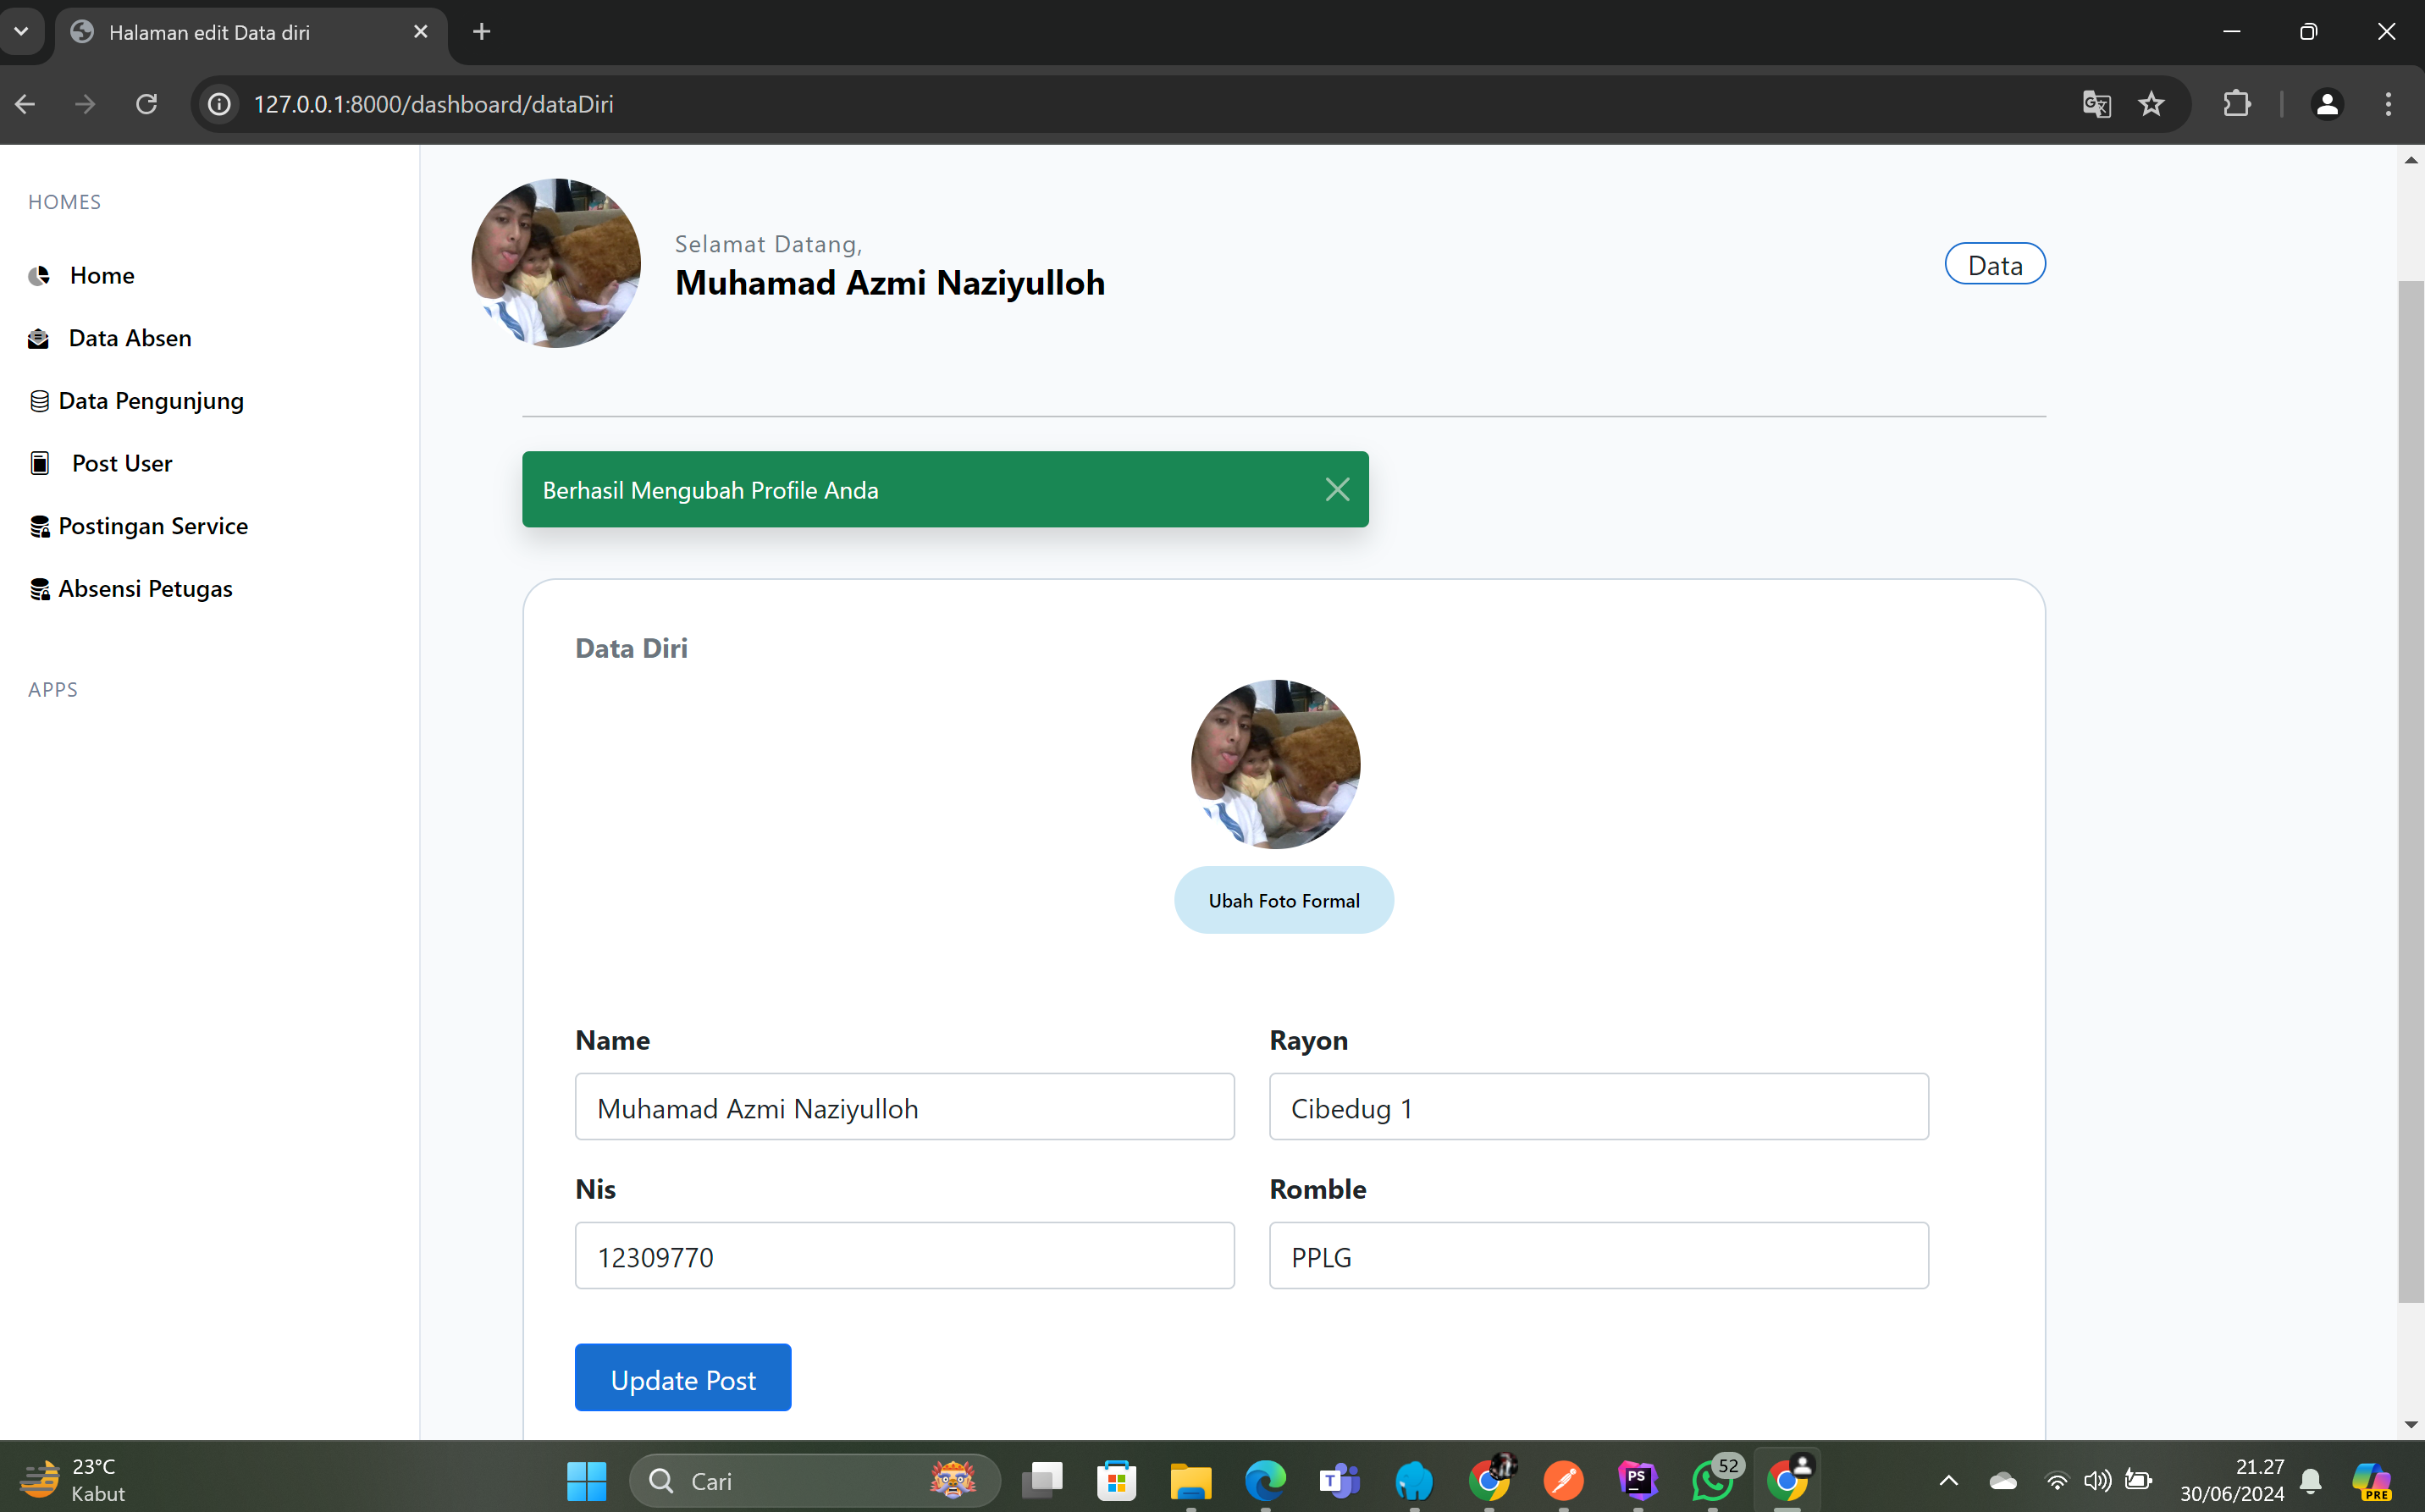 Halaman edit Data diri
127.0.0.1:8000/dashboard/dataDiri
HOMES
Home
Data Absen
Data Pengunjung
Post User
Postingan Service
Absensi Petugas
APPS
Selamat Datang,
Muhamad Azmi Naziyulloh
Data
Berhasil Mengubah Profile Anda
Data Diri
Ubah Foto Formal
Name
Rayon
Muhamad Azmi Naziyulloh
Cibedug 1
Nis
Romble
12309770
PPLG
Update Post
23°C
Kabut
Cari
T
PS
52
21.27
30/06/2024
PRE